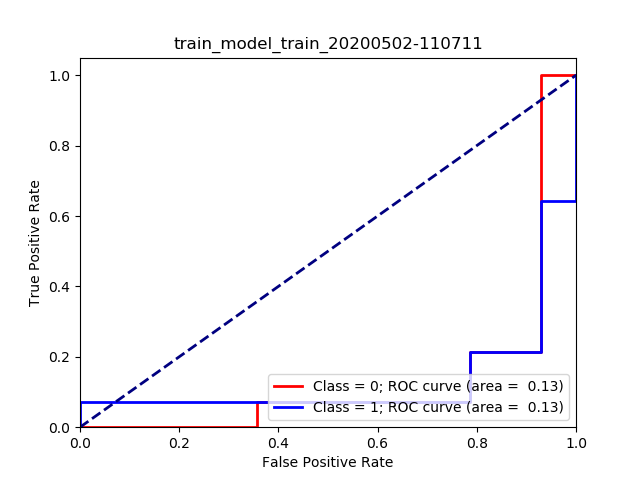 train_model_train_20200502-110711
True Positive Rate
1.0
0.8
0.6
0.4
0.2
0.0
Class = 0; ROC curve (area =  0.13)
Class = 1; ROC curve (area =  0.13)
0.0 0.2 0.4 0.6 0.8 1.0
False Positive Rate